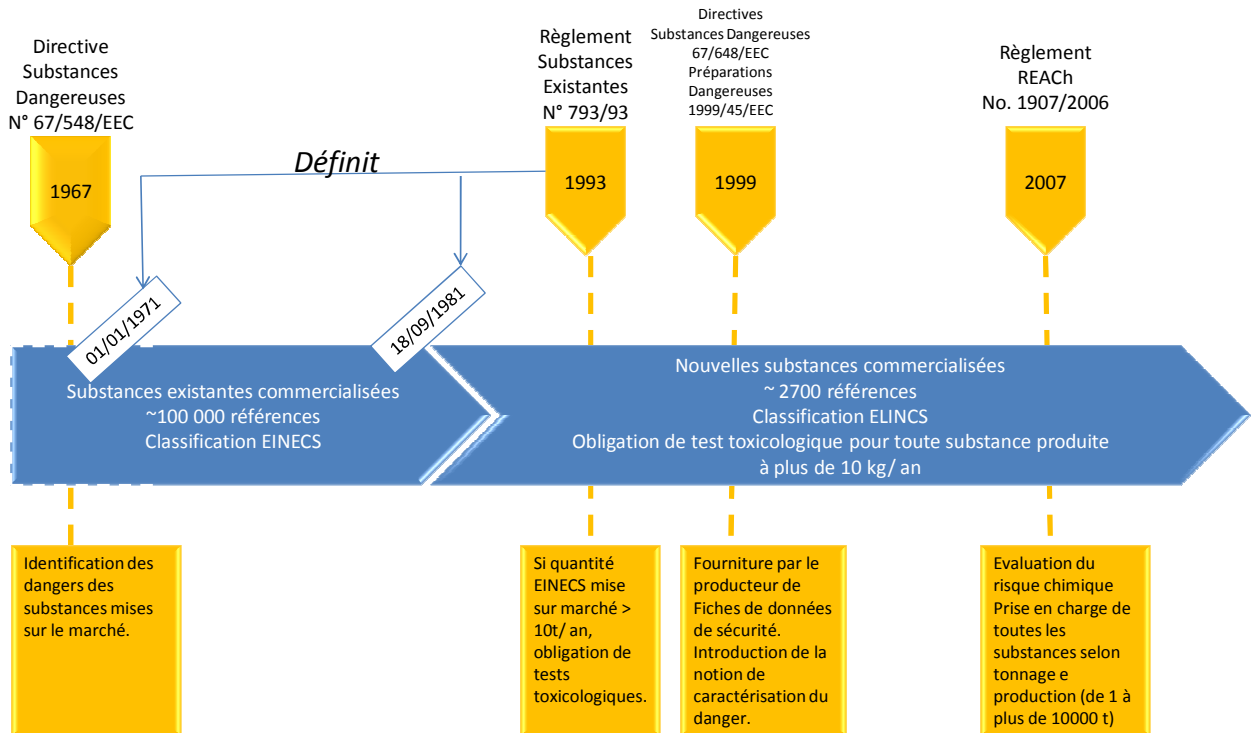 Directive
Substances
Dangereuses
N° 67/548/EEC
Règlement
Substances
Existantes
N° 793/93
Directives
Substances Dangereuses
67/648/EEC
Préparations
Dangereuses
1999/45/EEC
Règlement
REACh
No. 1907/2006
1967
Définit
1993
1999
2007
01/01/1971
18/09/1981
Substances existantes commercialisées
~100 000 références
Classification EINECS
Nouvelles substances commercialisées
~ 2700 références
Classification ELINCS
Obligation de test toxicologique pour toute substance produite
à plus de 10 kg/ an
Identification des
dangers des
substances mises
sur le marché.
Si quantité
EINECS mise
sur marché >
10t/ an,
obligation de
tests
toxicologiques.
Fourniture par le
producteur de
Fiches de données
de sécurité.
Introduction de la
notion de
caractérisation du
danger.
Evaluation du
risque chimique
Prise en charge de
toutes les
substances selon
tonnage e
production (de 1 à
plus de 10000 t)